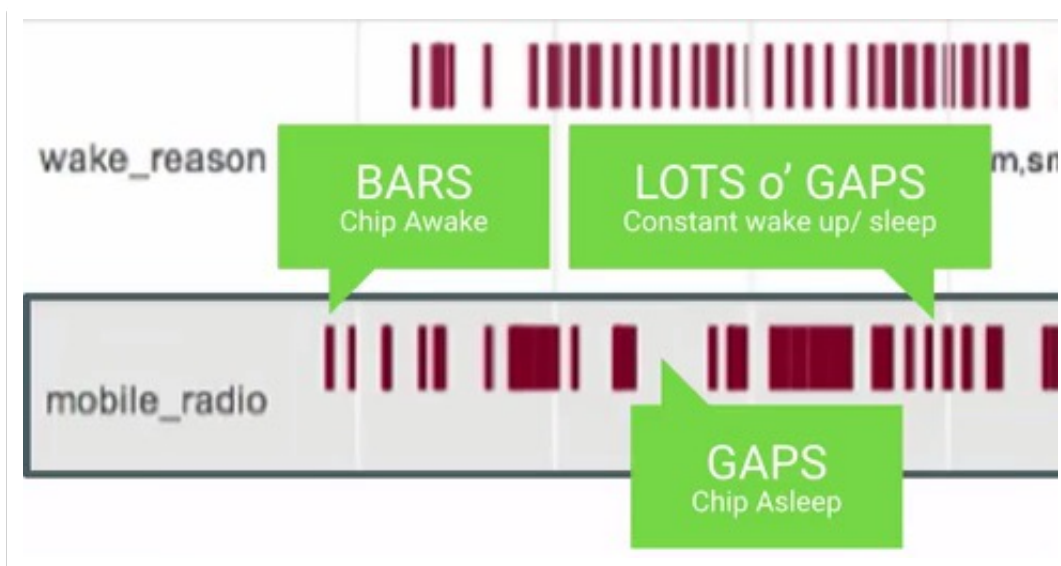 wake_reason
BARS
Chip Awake
LOTS o' GAPS
Constant wake up/ sleep
mobile_radio
GAPS
Chip Asleep